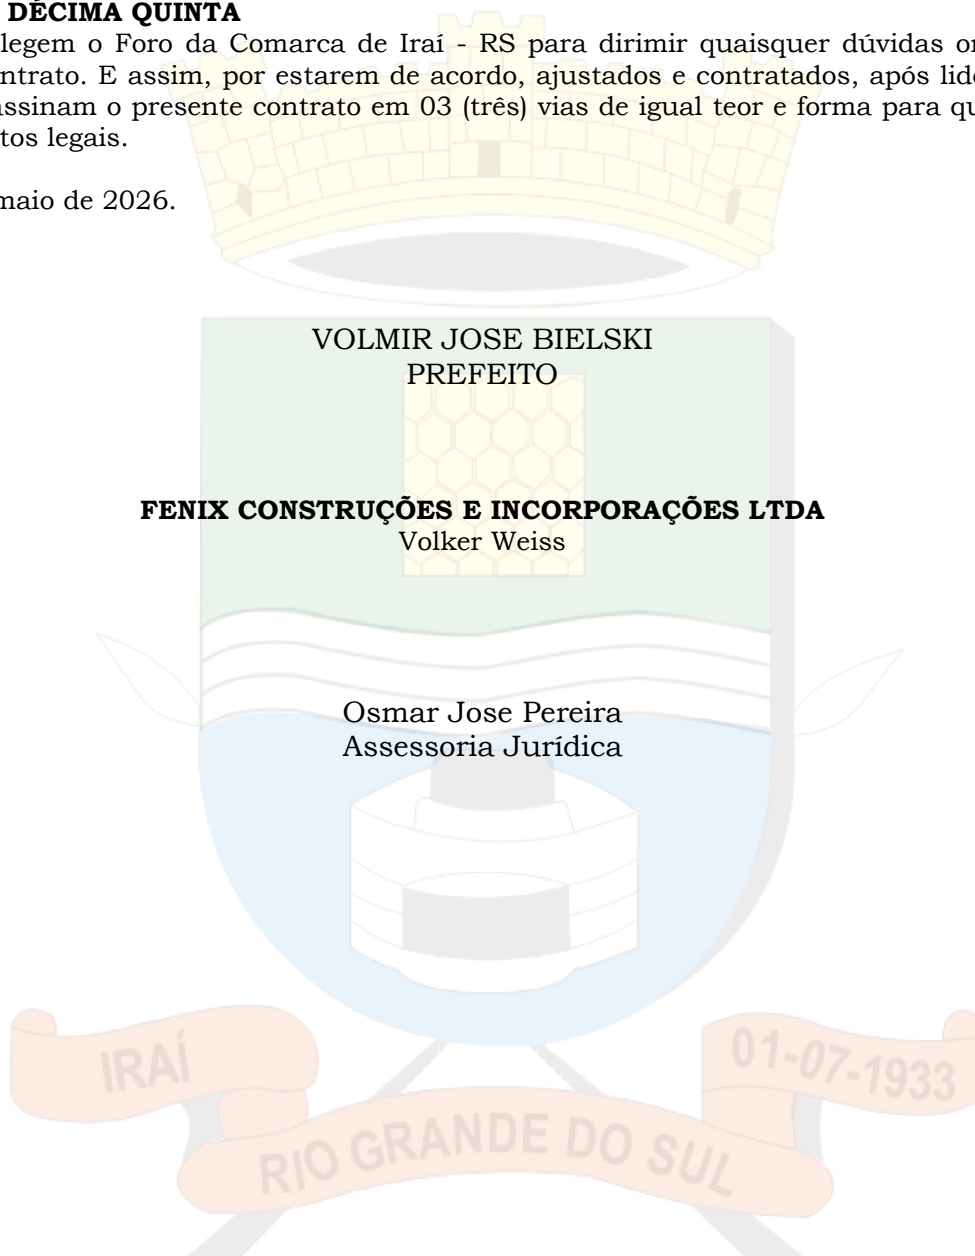 DÉCIMA QUINTA
legem o Foro da Comarca de Iraí - RS para dirimir quaisquer dúvidas or
ntrato. E assim, por estarem de acordo, ajustados e contratados, após lido
assinam o presente contrato em 03 (três) vias de igual teor e forma para qu
tos legais.
maio de 2026.
VOLMIR JOSE BIELSKI
PREFEITO
FENIX CONSTRUÇÕES E INCORPORAÇÕES LTDA
Volker Weiss
Osmar Jose Pereira
Assessoria Jurídica
IRAÍ
01-07-1933
RIO GRANDE DO SUL